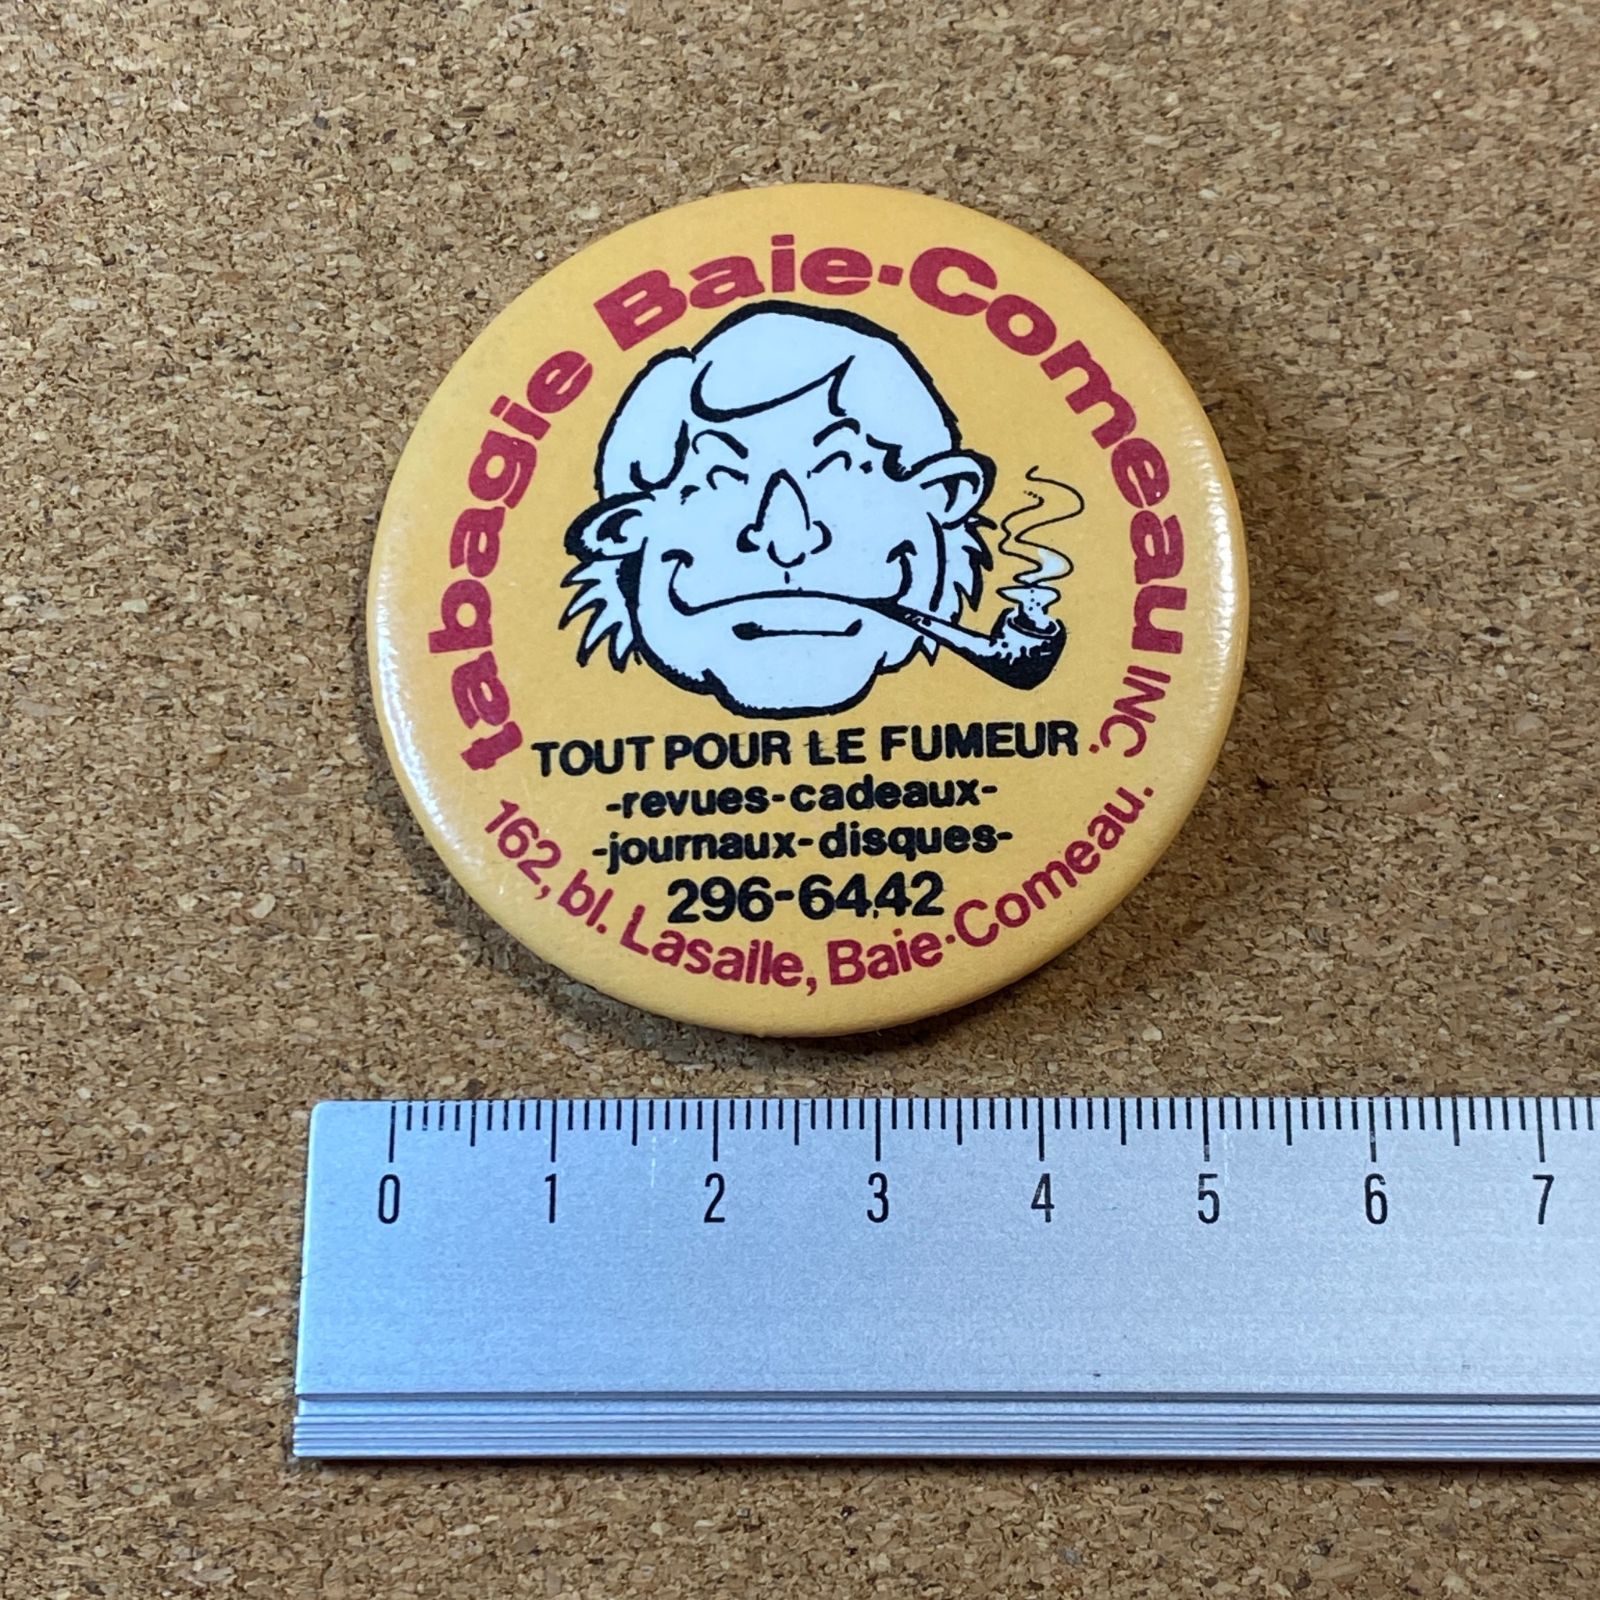 tabagie Baie-Comeau INC.
TOUT POUR LE FUMEUR
-revues-cadeaux-
-journaux-disques-
296-6442
162, bl. Lasalle, Baie-Comeau.
0 1 2 3 4 5 6 7